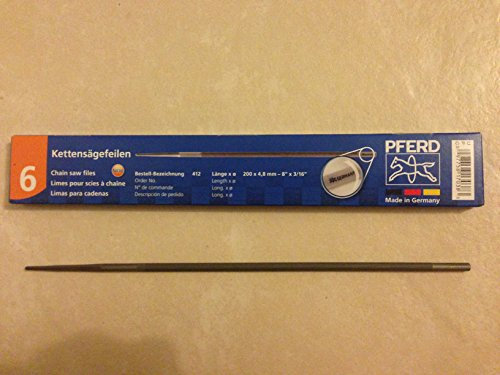 6
Kettensägefeilen
Chain saw files
Limes pour scies à chaîne
Limas para cadenas
Bestell-Bezeichnung 412
Order No.
N° de commande
Descripción de pedido
Länge x ø 200 x 4,8 mm – 8" x 3/16"
Length x ø
Long. x ø
Long. x ø
GERMANY
PFERD
Made in Germany